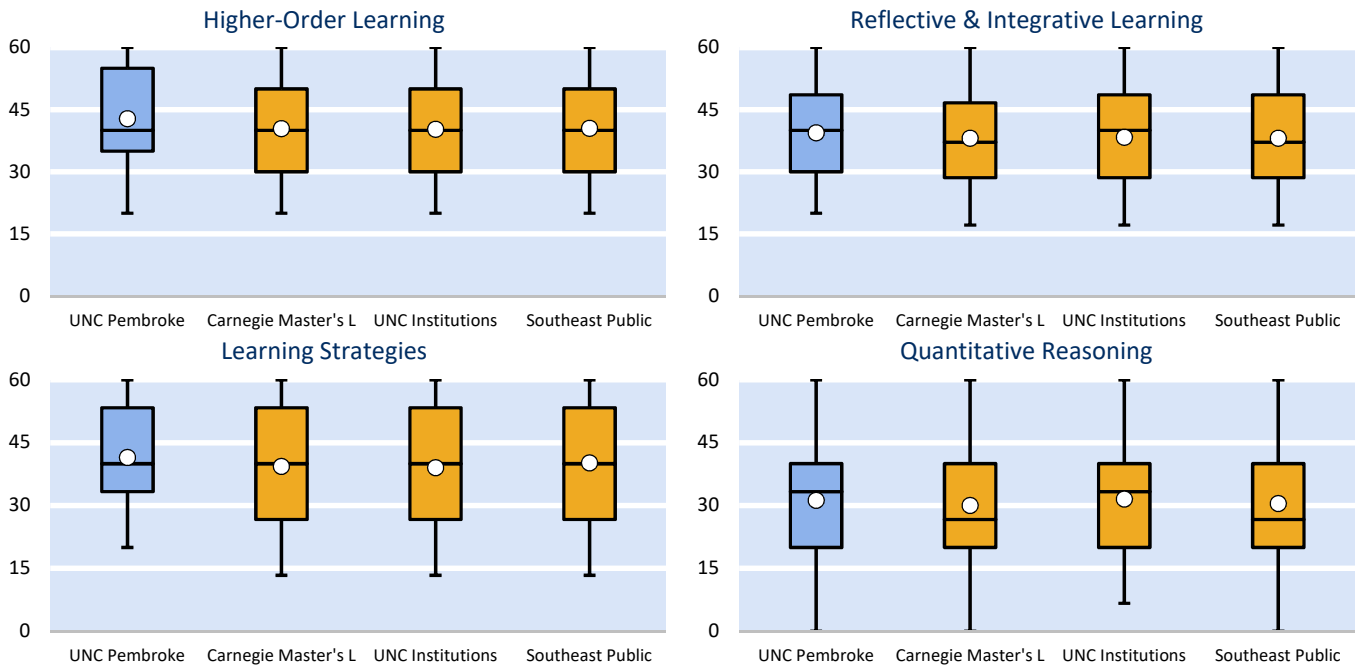 Higher-Order Learning
60
45
30
15
0
UNC Pembroke Carnegie Master's L UNC Institutions Southeast Public
Reflective & Integrative Learning
60
45
30
15
0
UNC Pembroke Carnegie Master's L UNC Institutions Southeast Public
Learning Strategies
60
45
30
15
0
UNC Pembroke Carnegie Master's L UNC Institutions Southeast Public
Quantitative Reasoning
60
45
30
15
0
UNC Pembroke Carnegie Master's L UNC Institutions Southeast Public